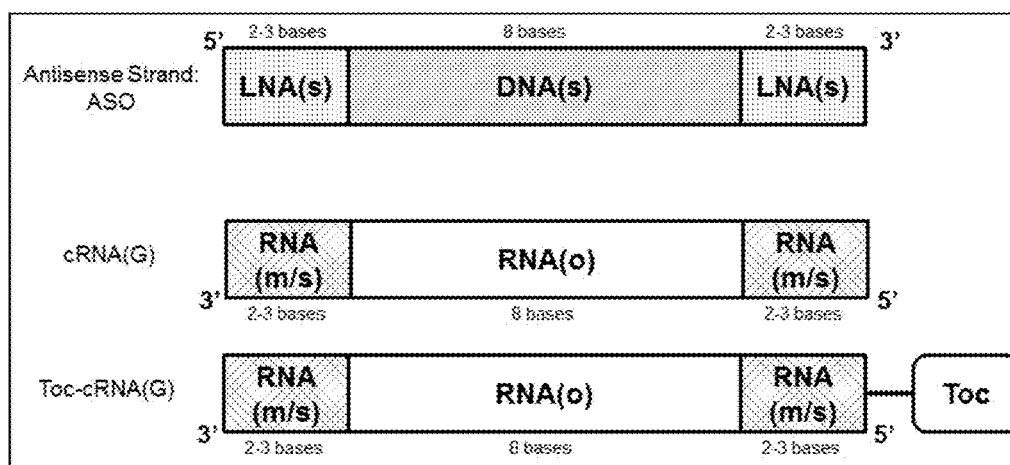 2-3 bases 8 bases 2-3 bases
5’ 3’
Antisense Strand:
ASO
LNA(s) DNA(s) LNA(s)
cRNA(G)
RNA
(m/s)
RNA(o)
RNA
(m/s)
3’ 5’
2-3 bases 8 bases 2-3 bases
Toc-cRNA(G)
RNA
(m/s)
RNA(o)
RNA
(m/s)
Toc
3’ 5’
2-3 bases 8 bases 2-3 bases